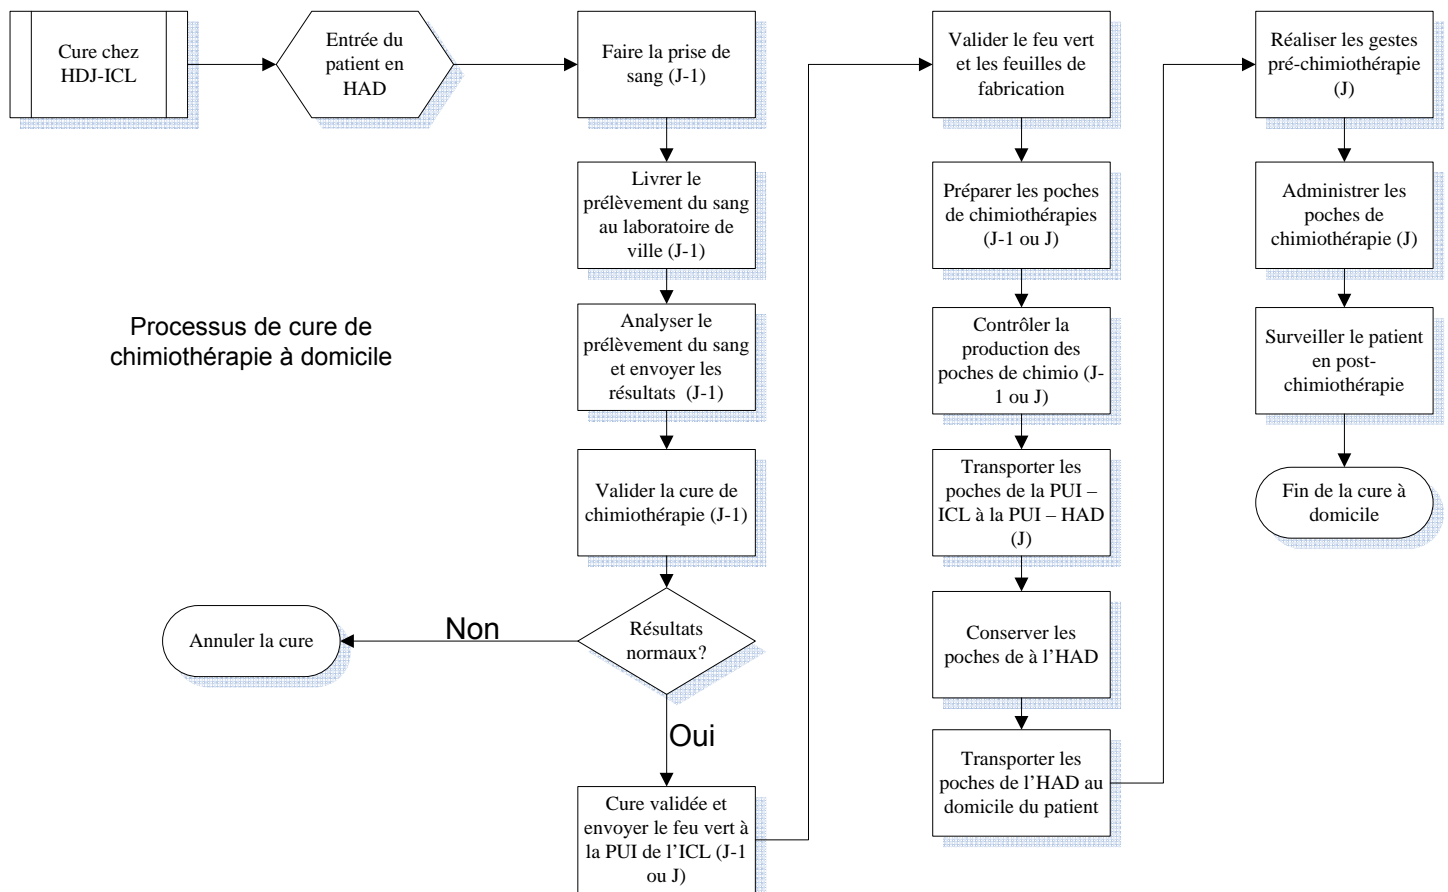 Cure chez
HDJ-ICL
Entrée du
patient en
HAD
Faire la prise de
sang (J-1)
Livrer le
prélèvement du sang
au laboratoire de
ville (J-1)
Analyser le
prélèvement du sang
et envoyer les
résultats (J-1)
Valider la cure de
chimiothérapie (J-1)
Résultats
normaux?
Non
Annuler la cure
Oui
Cure validée et
envoyer le feu vert à
la PUI de l’ICL (J-1
ou J)
Valider le feu vert
et les feuilles de
fabrication
Préparer les poches
de chimiothérapies
(J-1 ou J)
Contrôler la
production des
poches de chimio (J-
1 ou J)
Transporter les
poches de la PUI –
ICL à la PUI – HAD
(J)
Conserver les
poches de à l’HAD
Transporter les
poches de l’HAD au
domicile du patient
Réaliser les gestes
pré-chimiothérapie
(J)
Administrer les
poches de
chimiothérapie (J)
Surveiller le patient
en post-
chimiothérapie
Fin de la cure à
domicile
Processus de cure de
chimiothérapie à domicile